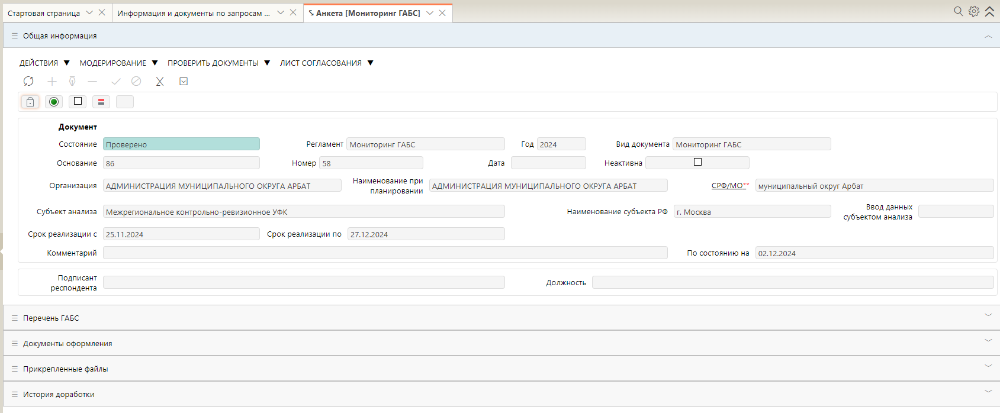 Стартовая страница
Информация и документы по запросам ...
Анкета [Мониторинг ГАБС]
Общая информация
ДЕЙСТВИЯ ▼ МОДЕРИРОВАНИЕ ▼ ПРОВЕРИТЬ ДОКУМЕНТЫ ▼ ЛИСТ СОГЛАСОВАНИЯ ▼
Документ
Состояние Проверено Регламент Мониторинг ГАБС Год 2024 Вид документа Мониторинг ГАБС
Основание 86 Номер 58 Дата Неактивна
Организация АДМИНИСТРАЦИЯ МУНИЦИПАЛЬНОГО ОКРУГА АРБАТ
Наименование при
планировании
АДМИНИСТРАЦИЯ МУНИЦИПАЛЬНОГО ОКРУГА АРБАТ
СРФ/МО** муниципальный округ Арбат
Субъект анализа Межрегиональное контрольно-ревизионное УФК
Наименование субъекта РФ г. Москва
Ввод данных
субъектом анализа
Срок реализации с 25.11.2024 Срок реализации по 27.12.2024
Комментарий По состоянию на 02.12.2024
Подписант
респондента
Должность
Перечень ГАБС
Документы оформления
Прикрепленные файлы
История доработки